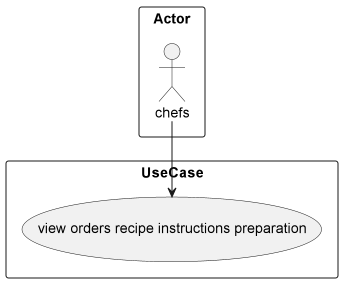 Actor
chefs
UseCase
view orders recipe instructions preparation